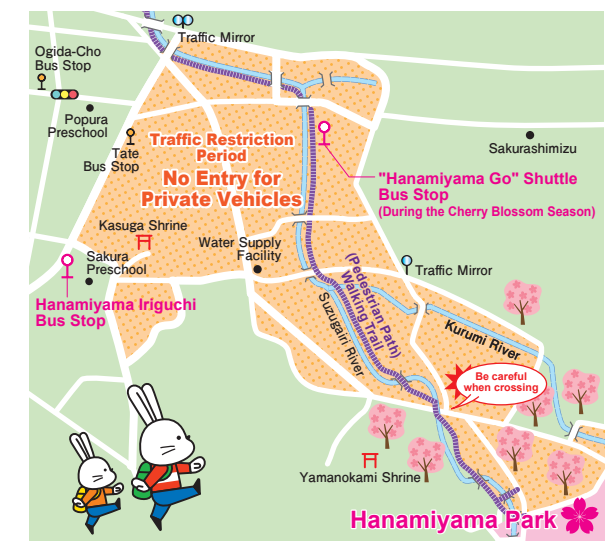 Traffic Mirror
Ogida-Cho
Bus Stop
Popura
Preschool
Tate
Bus Stop
Traffic Restriction
Period
No Entry for
Private Vehicles
Sakurashimizu
"Hanamiyama Go" Shuttle
Bus Stop
(During the Cherry Blossom Season)
Kasuga Shrine
Water Supply
Facility
Sakura
Preschool
Traffic Mirror
Hanamiyama Iriguchi
Bus Stop
(Pedestrian Path)
Walking Trail
Suzugairi River
Kurumi River
Be careful
when crossing
Yamanokami Shrine
Hanamiyama Park